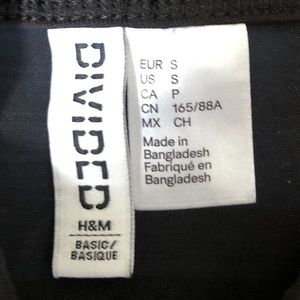 DIVIDED
H&M
BASIC/
BASIQUE
EUR S
US S
CA P
CN 165/88A
MX CH
Made in
Bangladesh
Fabriqué en
Bangladesh